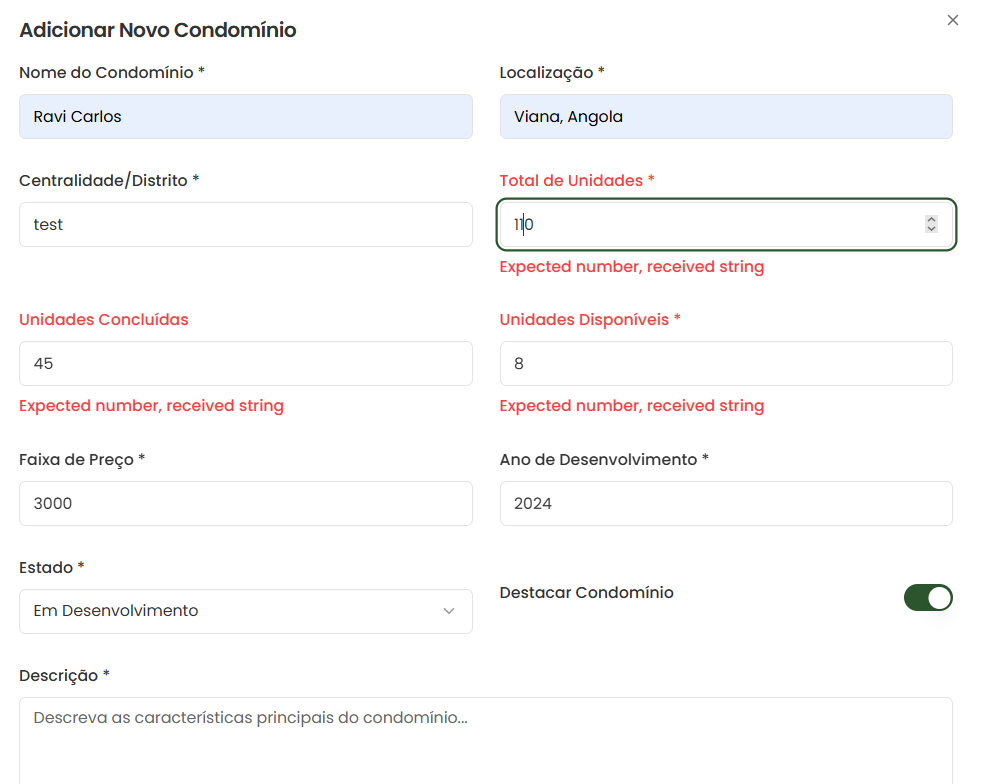 Adicionar Novo Condomínio
Nome do Condomínio *
Localização *
Ravi Carlos
Viana, Angola
Centralidade/Distrito *
Total de Unidades *
test
110
Expected number, received string
Unidades Concluídas
Unidades Disponíveis *
45
8
Expected number, received string
Expected number, received string
Faixa de Preço *
Ano de Desenvolvimento *
3000
2024
Estado *
Destacar Condomínio
Em Desenvolvimento
Descrição *
Descreva as características principais do condomínio...